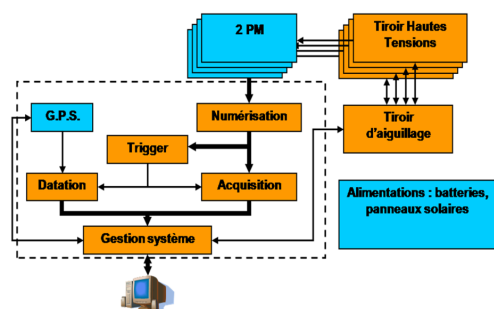 2 PM
Tiroir Hautes
Tensions
G.P.S.
Numérisation
Tiroir
d'aiguillage
Trigger
Datation
Acquisition
Alimentations : batteries,
panneaux solaires
Gestion système